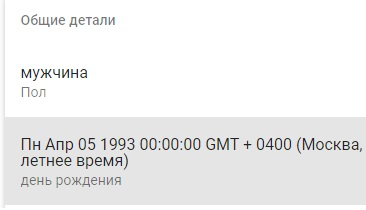 Общие детали
мужчина
Пол
Пн Апр 05 1993 00:00:00 GMT + 0400 (Москва,
летнее время)
день рождения